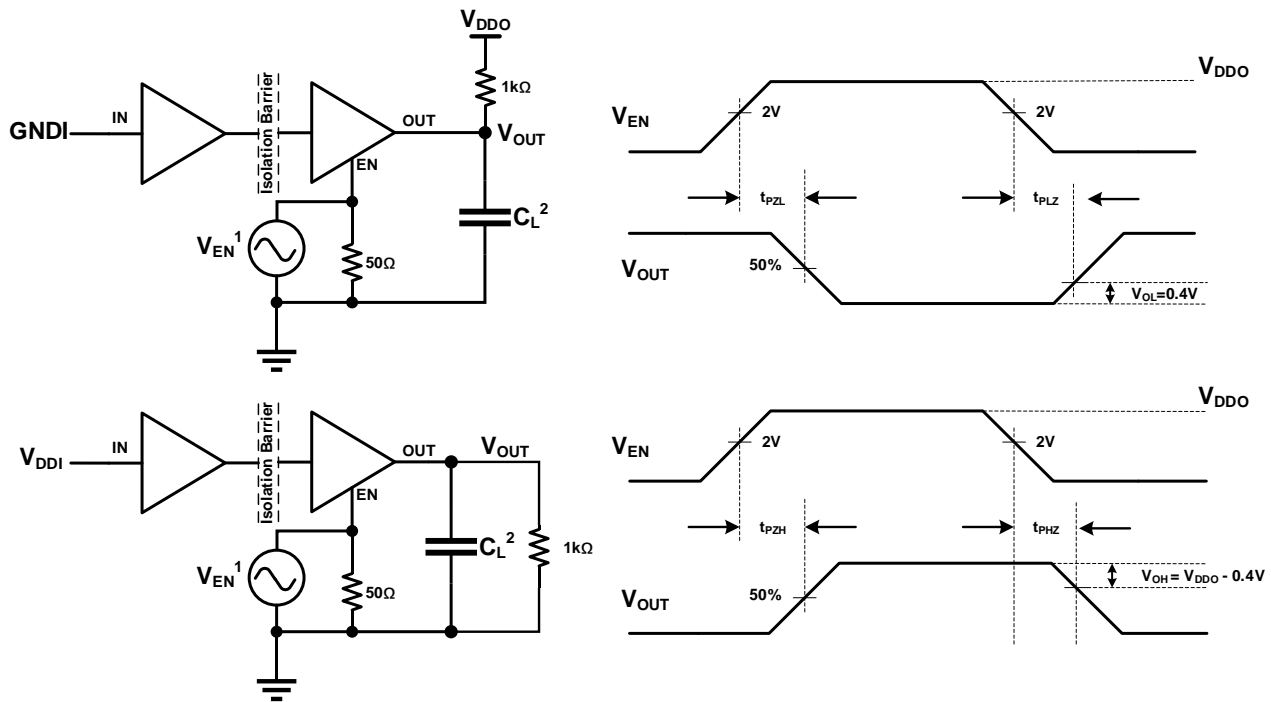 VDDO
1kΩ
GNDI
IN
Isolation Barrier
OUT
VOUT
EN
VEN1
50Ω
CL2
VDDO
VEN
2V
2V
tPZL
tPLZ
VOUT
50%
VOL=0.4V
VDDI
IN
Isolation Barrier
OUT
VOUT
EN
VEN1
50Ω
CL2
1kΩ
VDDO
VEN
2V
2V
tPZH
tPHZ
VOUT
50%
VOH = VDDO - 0.4V